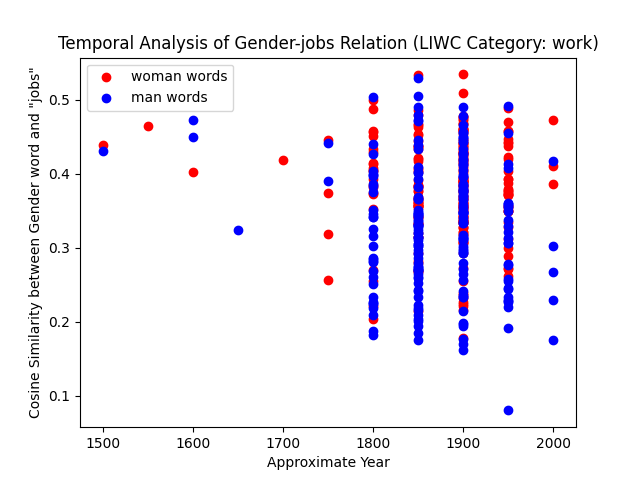 Temporal Analysis of Gender-jobs Relation (LIWC Category: work)
woman words
man words
Cosine Similarity between Gender word and "jobs"
0.5
0.4
0.3
0.2
0.1
1500 1600 1700 1800 1900 2000
Approximate Year